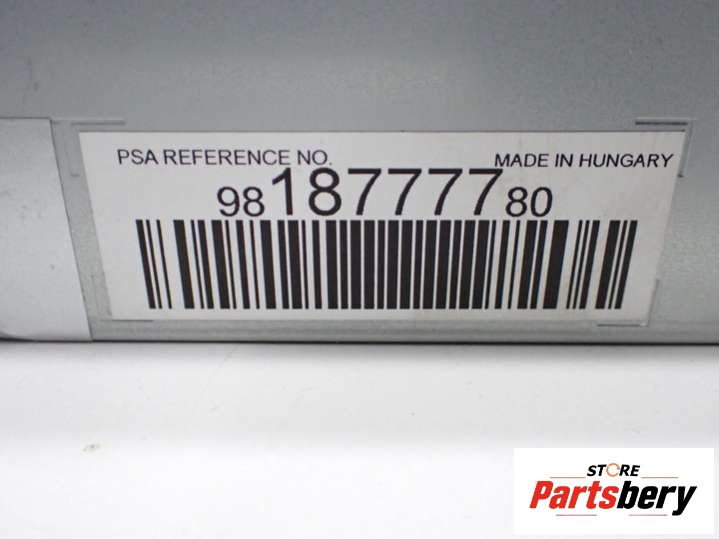 PSA REFERENCE NO. MADE IN HUNGARY
9818777780
STORE
Partsbery